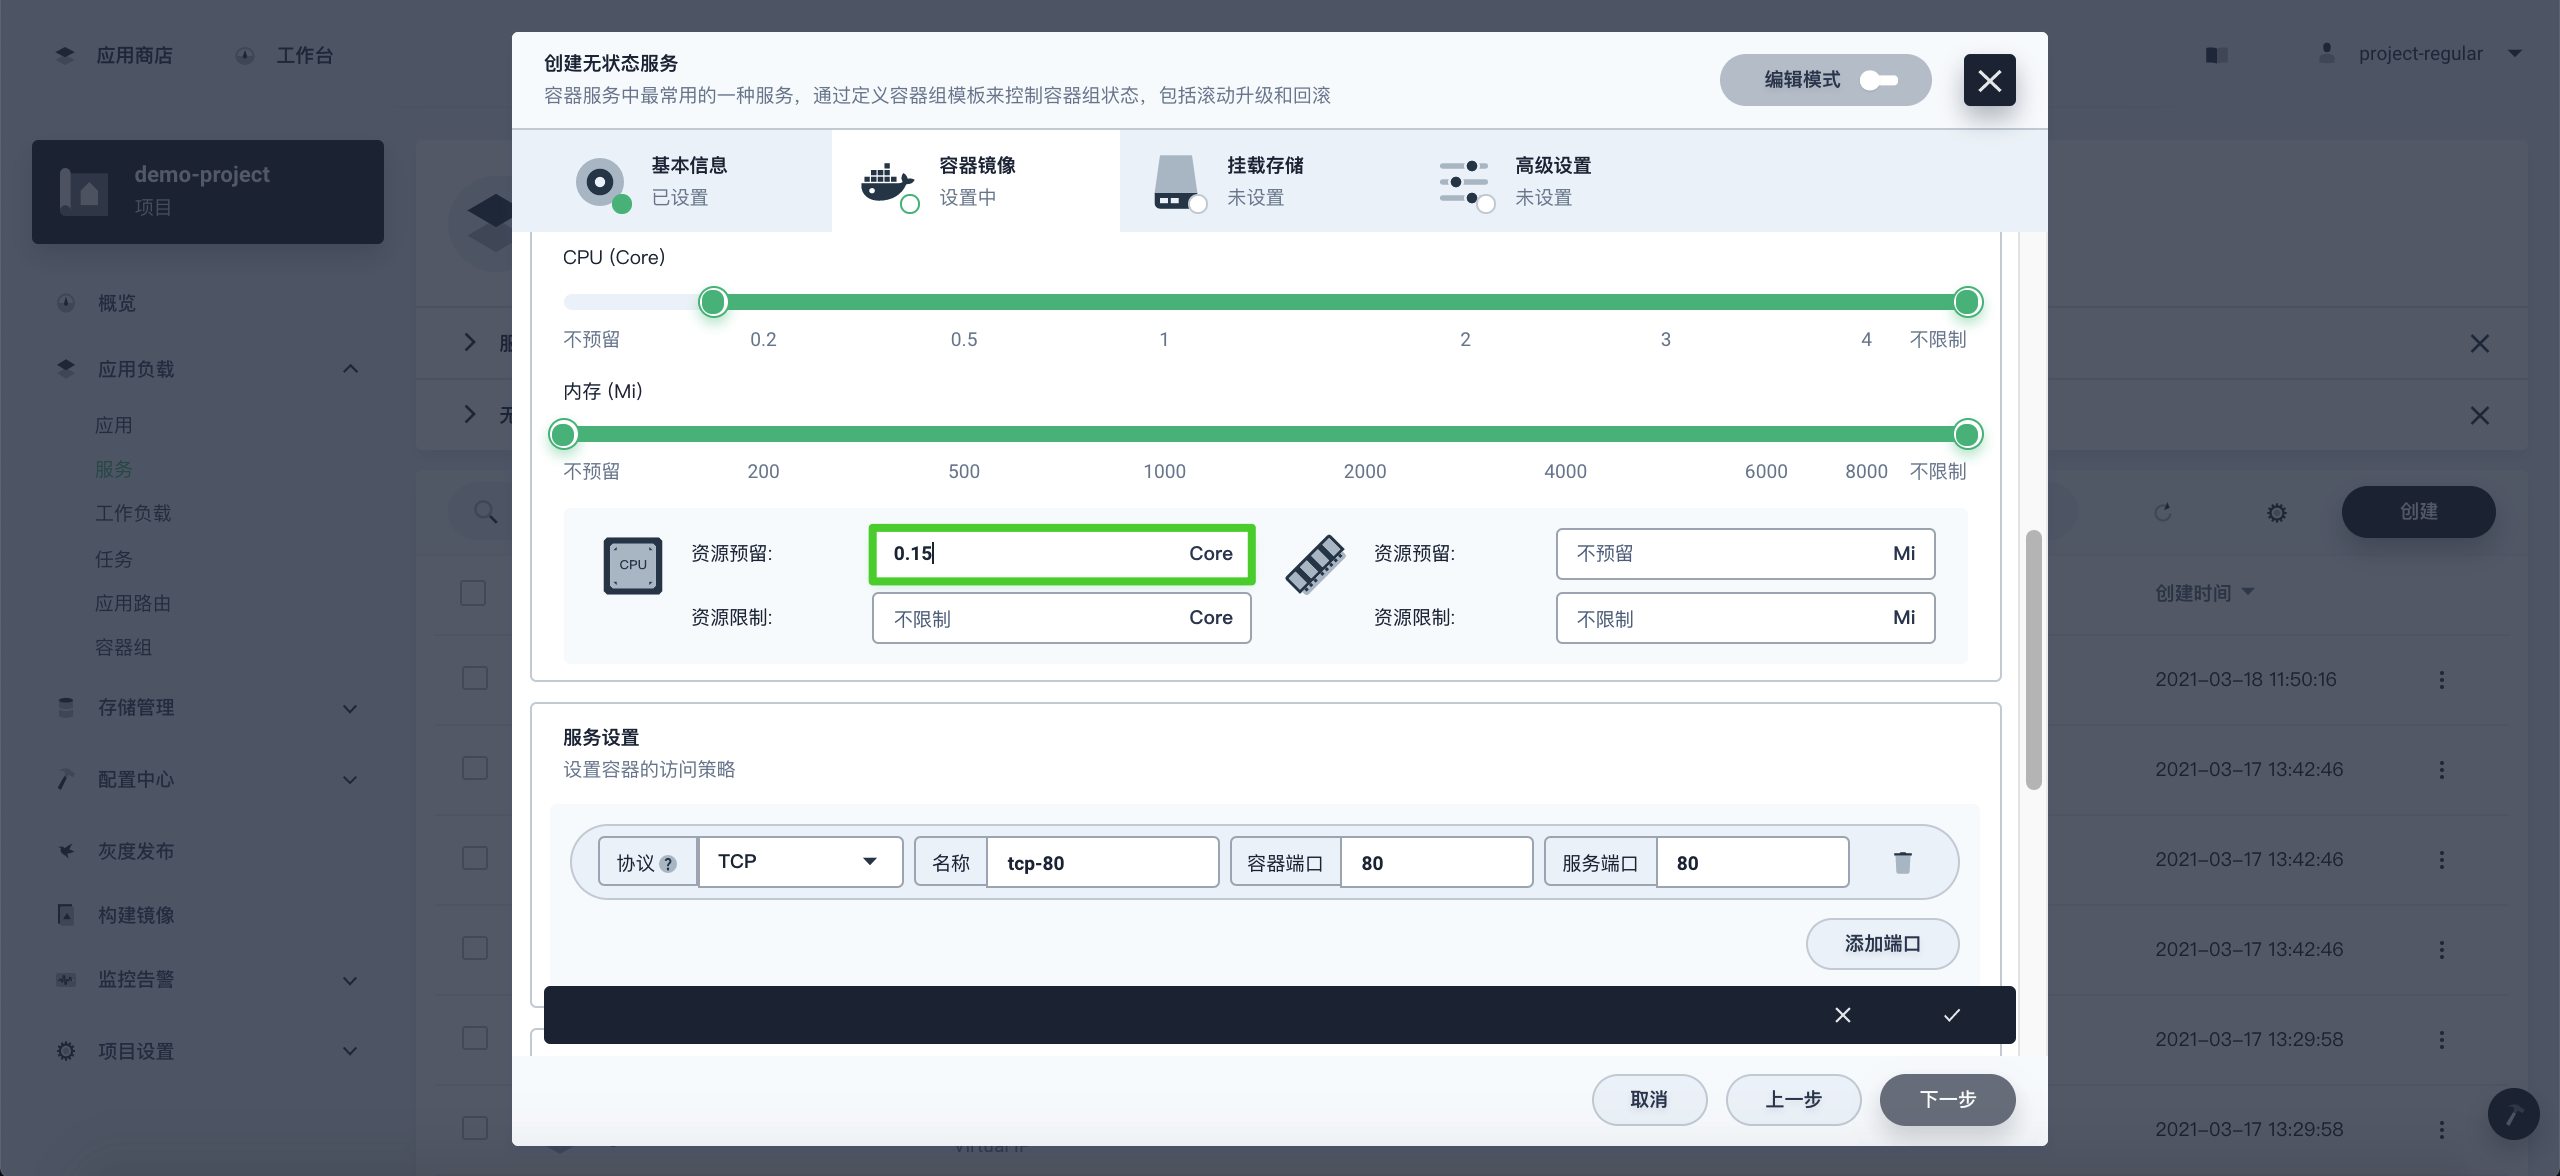 应用商店
工作台
project-regular
demo-project
项目
概览
应用负载
应用
服务
工作负载
任务
应用路由
容器组
存储管理
配置中心
灰度发布
构建镜像
监控告警
项目设置
创建无状态服务
容器服务中最常用的一种服务，通过定义容器组模板来控制容器组状态，包括滚动升级和回滚
编辑模式
基本信息
已设置
容器镜像
设置中
挂载存储
未设置
高级设置
未设置
CPU (Core)
不预留 0.2 0.5 1 2 3 4 不限制
内存 (Mi)
不预留 200 500 1000 2000 4000 6000 8000 不限制
CPU
资源预留: 0.15 Core
资源限制: 不限制 Core
资源预留: 不预留 Mi
资源限制: 不限制 Mi
服务设置
设置容器的访问策略
协议 ? TCP 名称 tcp-80 容器端口 80 服务端口 80
添加端口
取消 上一步 下一步
创建
创建时间
2021-03-18 11:50:16
2021-03-17 13:42:46
2021-03-17 13:42:46
2021-03-17 13:42:46
2021-03-17 13:29:58
2021-03-17 13:29:58